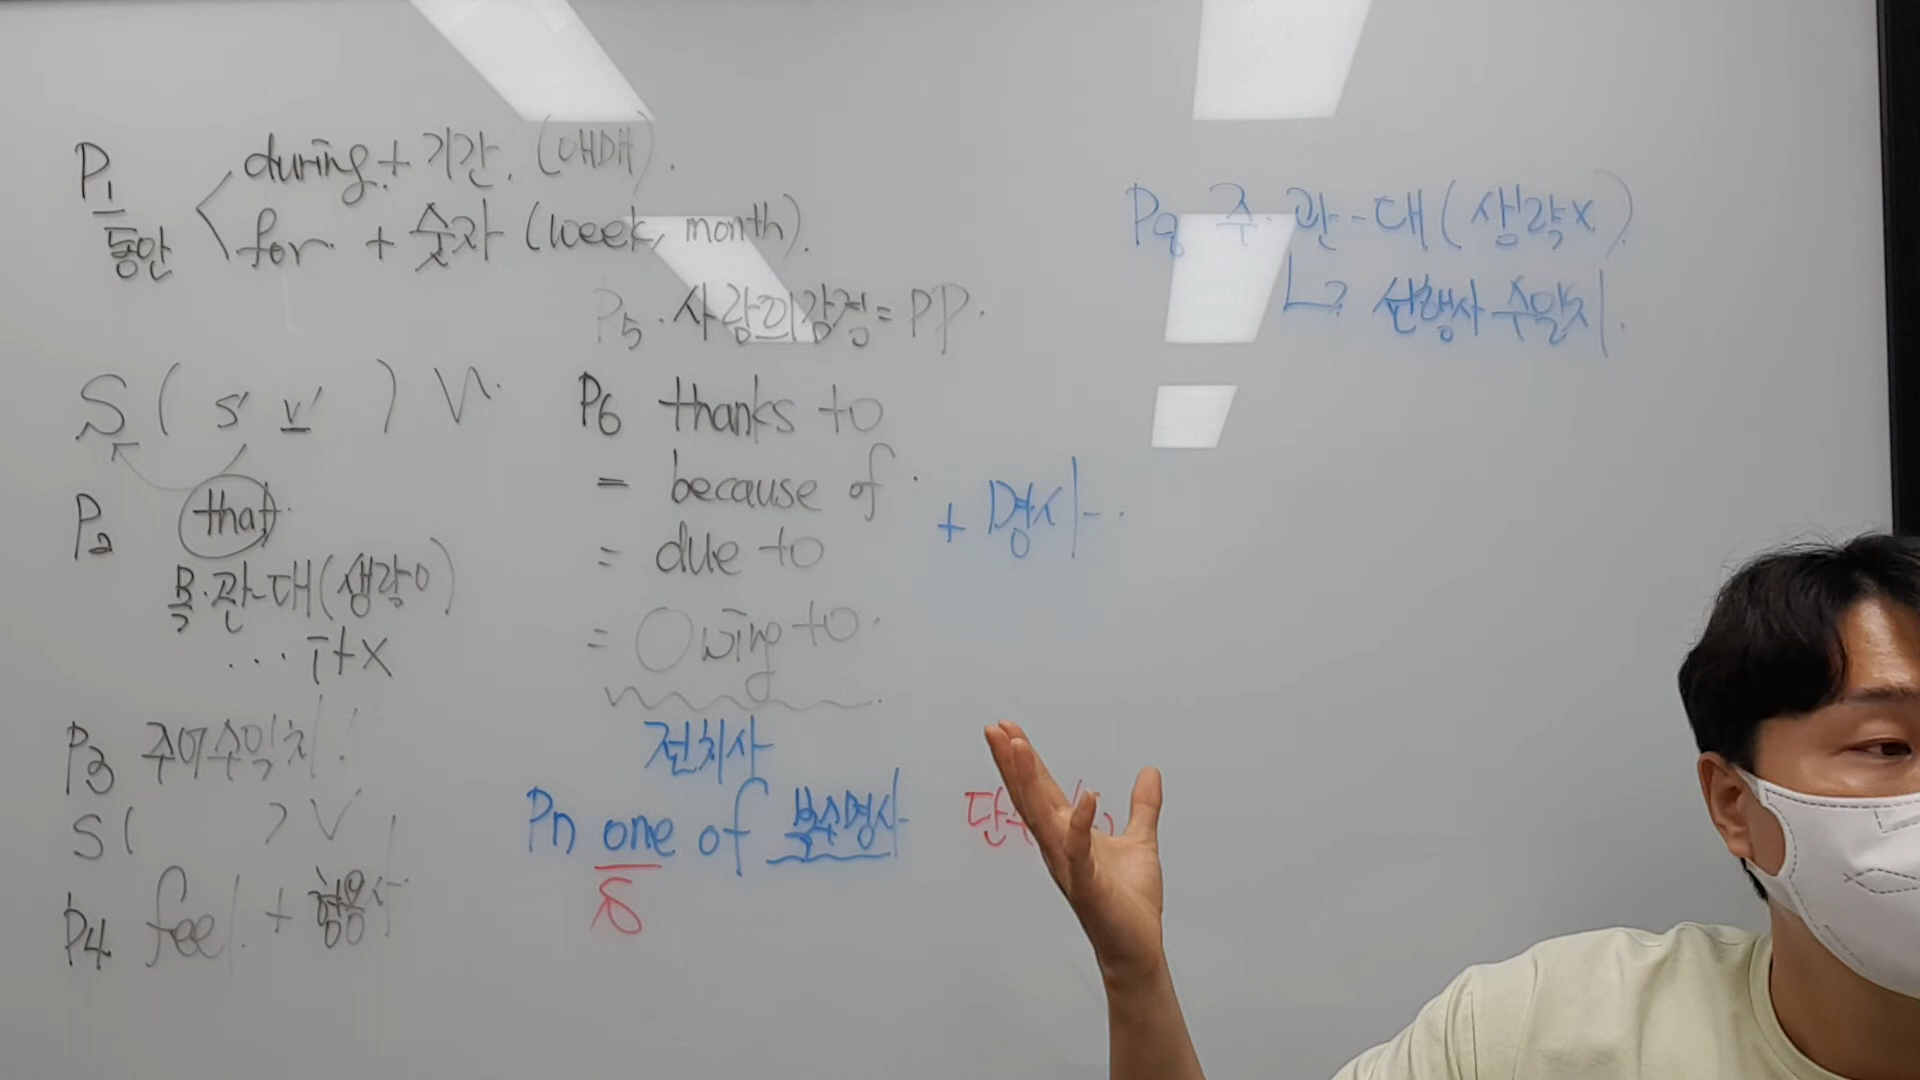 P1 during + 기간. (숙대).
동안 for + 숫자 (week, month).
S ( S' V' ) V.
P2 that.
목·관-대 (생략O)
... it X
P3 주어수일치!
S ( ) V
P4 feel. + 형용사.
P5. 사람의감정 = PP.
P6 thanks to
= because of.
= due to
= Owing to.
+ 명사.
전치사
Pn one of 복수명사
S
P9 주·관-대 (생략X).
↳ 선행사 수일치.